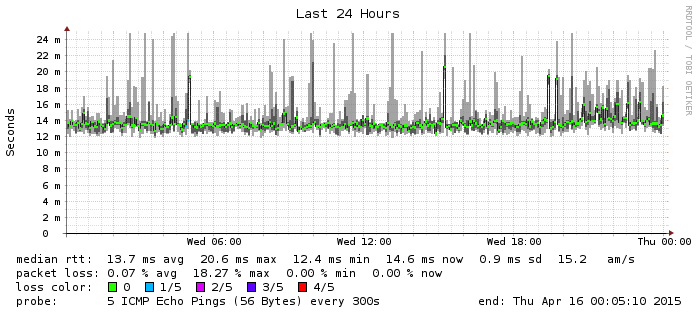 Last 24 Hours
RRDTOOL / TOBI OETIKER
Seconds
24 m
22 m
20 m
18 m
16 m
14 m
12 m
10 m
8 m
6 m
4 m
2 m
0
Wed 06:00 Wed 12:00 Wed 18:00 Thu 00:00
median rtt: 13.7 ms avg 20.6 ms max 12.4 ms min 14.6 ms now 0.9 ms sd 15.2 am/s
packet loss: 0.07 % avg 18.27 % max 0.00 % min 0.00 % now
loss color: 0 1/5 2/5 3/5 4/5
probe: 5 ICMP Echo Pings (56 Bytes) every 300s end: Thu Apr 16 00:05:10 2015